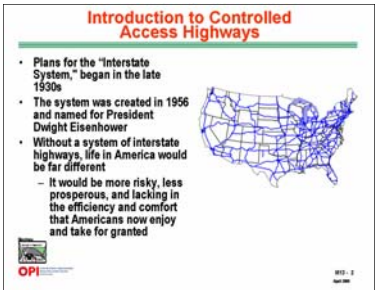 Introduction to Controlled
Access Highways
• Plans for the “Interstate
System,” began in the late
1930s
• The system was created in 1956
and named for President
Dwight Eisenhower
• Without a system of interstate
highways, life in America would
be far different
– It would be more risky, less
prosperous, and lacking in
the efficiency and comfort
that Americans now enjoy
and take for granted
OPI